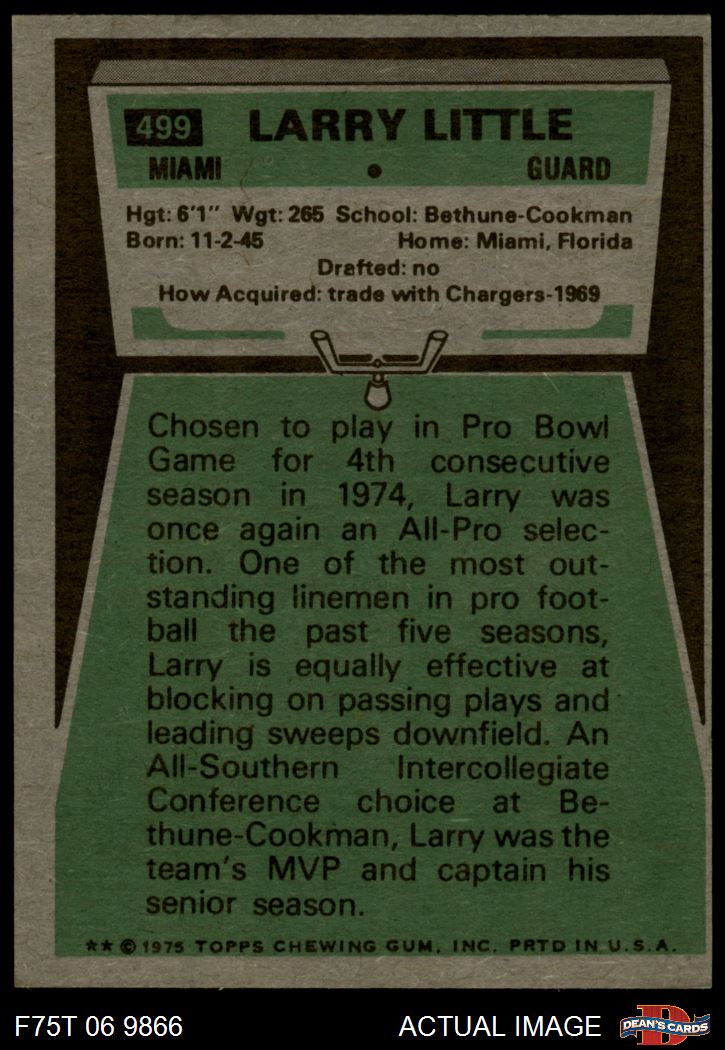 499 LARRY LITTLE
MIAMI • GUARD
Hgt: 6'1" Wgt: 265 School: Bethune-Cookman
Born: 11-2-45 Home: Miami, Florida
Drafted: no
How Acquired: trade with Chargers-1969
Chosen to play in Pro Bowl
Game for 4th consecutive
season in 1974, Larry was
once again an All-Pro selec-
tion. One of the most out-
standing linemen in pro foot-
ball the past five seasons,
Larry is equally effective at
blocking on passing plays and
leading sweeps downfield. An
All-Southern Intercollegiate
Conference choice at Be-
thune-Cookman, Larry was the
team's MVP and captain his
senior season.
★★ © 1975 TOPPS CHEWING GUM, INC. PRTD IN U.S.A.
F75T 06 9866 ACTUAL IMAGE
D
DEAN'S CARDS